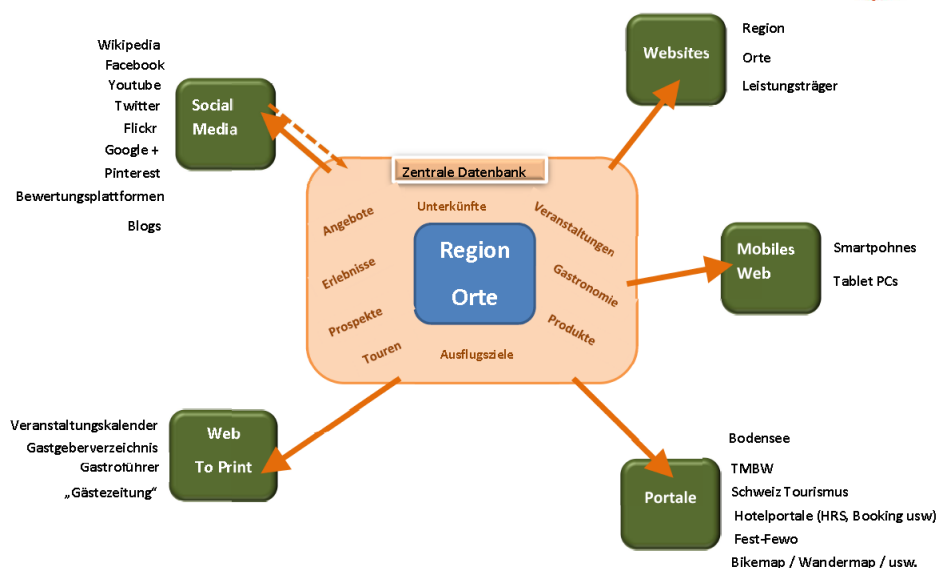 Wikipedia
Facebook
Youtube
Twitter
Flickr
Google +
Pinterest
Bewertungsplattformen
Blogs
Social
Media
Websites
Region
Orte
Leistungsträger
Zentrale Datenbank
Angebote
Unterkünfte
Veranstaltungen
Erlebnisse
Region
Orte
Gastronomie
Prospekte
Produkte
Touren
Ausflugsziele
Mobiles
Web
Smartpohnes
Tablet PCs
Veranstaltungskalender
Gastgeberverzeichnis
Gastroführer
„Gästezeitung“
Web
To Print
Portale
Bodensee
TMBW
Schweiz Tourismus
Hotelportale (HRS, Booking usw)
Fest-Fewo
Bikemap / Wandermap / usw.